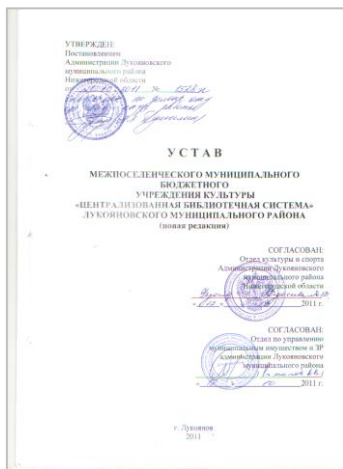 УТВЕРЖДЕН:
Постановлением
Администрации Лукояновского
муниципального района
Нижегородской области
2011
У С Т А В
МЕЖПОСЕЛЕНЧЕСКОГО МУНИЦИПАЛЬНОГО
БЮДЖЕТНОГО
УЧРЕЖДЕНИЯ КУЛЬТУРЫ
«ЦЕНТРАЛИЗОВАННАЯ БИБЛИОТЕЧНАЯ СИСТЕМА»
ЛУКОЯНОВСКОГО МУНИЦИПАЛЬНОГО РАЙОНА
(новая редакция)
СОГЛАСОВАН:
Отдел культуры и спорта
Администрации Лукояновского
муниципального района
Нижегородской области
2011 г.
СОГЛАСОВАН:
Отдел по управлению
муниципальным имуществом и ЗР
администрации Лукояновского
муниципального района
2011 г.
г. Лукоянов
2011